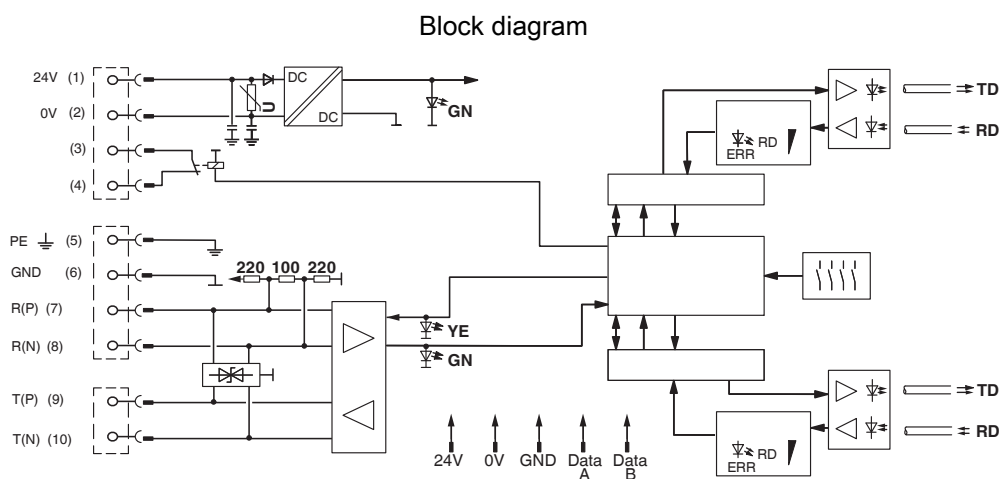 Block diagram
24V (1)
0V (2)
(3)
(4)
DC
DC
U
GN
PE (5)
GND (6)
R(P) (7)
R(N) (8)
T(P) (9)
T(N) (10)
220 100 220
YE
GN
24V 0V GND Data A Data B
ERR RD
TD
RD
ERR RD
TD
RD